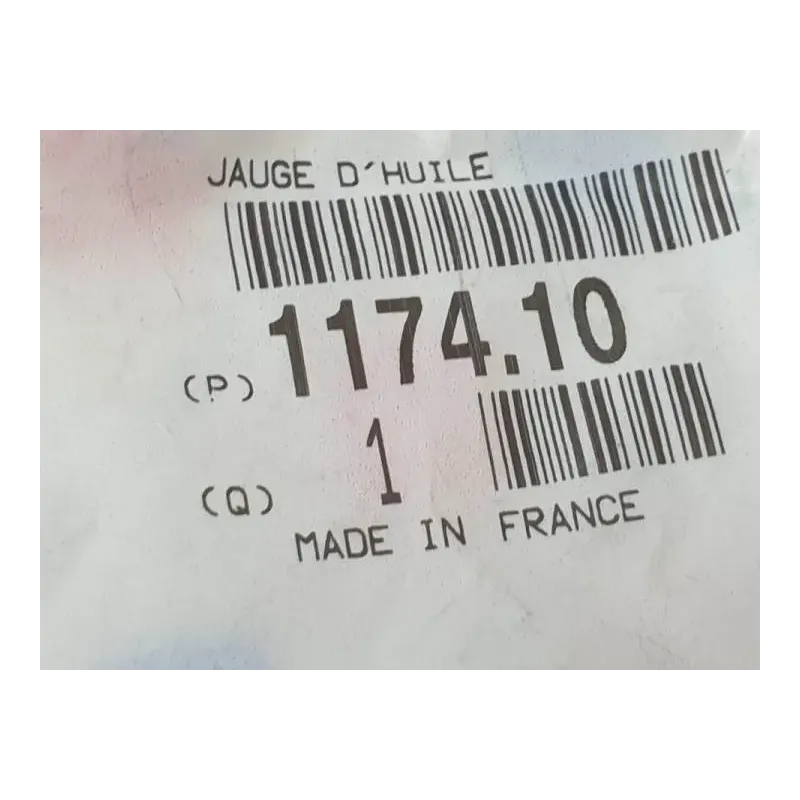 JAUGE D'HUILE
(P) 1174.10
(Q) 1
MADE IN FRANCE